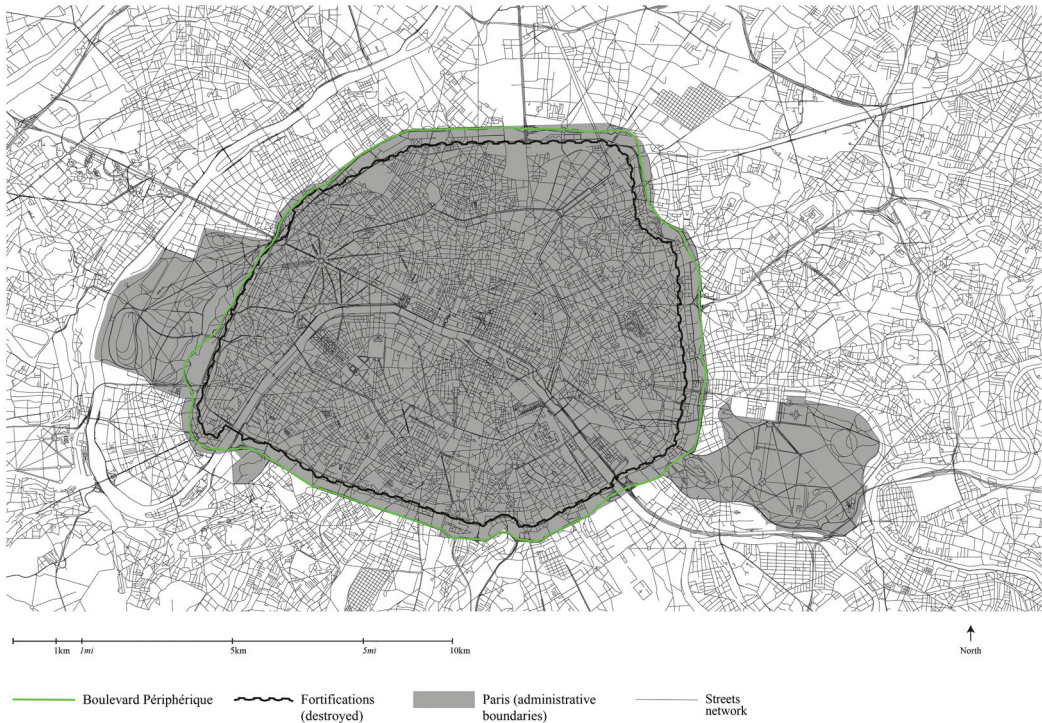 1km 1mi 5km 5mi 10km
North
Boulevard Périphérique
Fortifications
(destroyed)
Paris (administrative
boundaries)
Streets
network